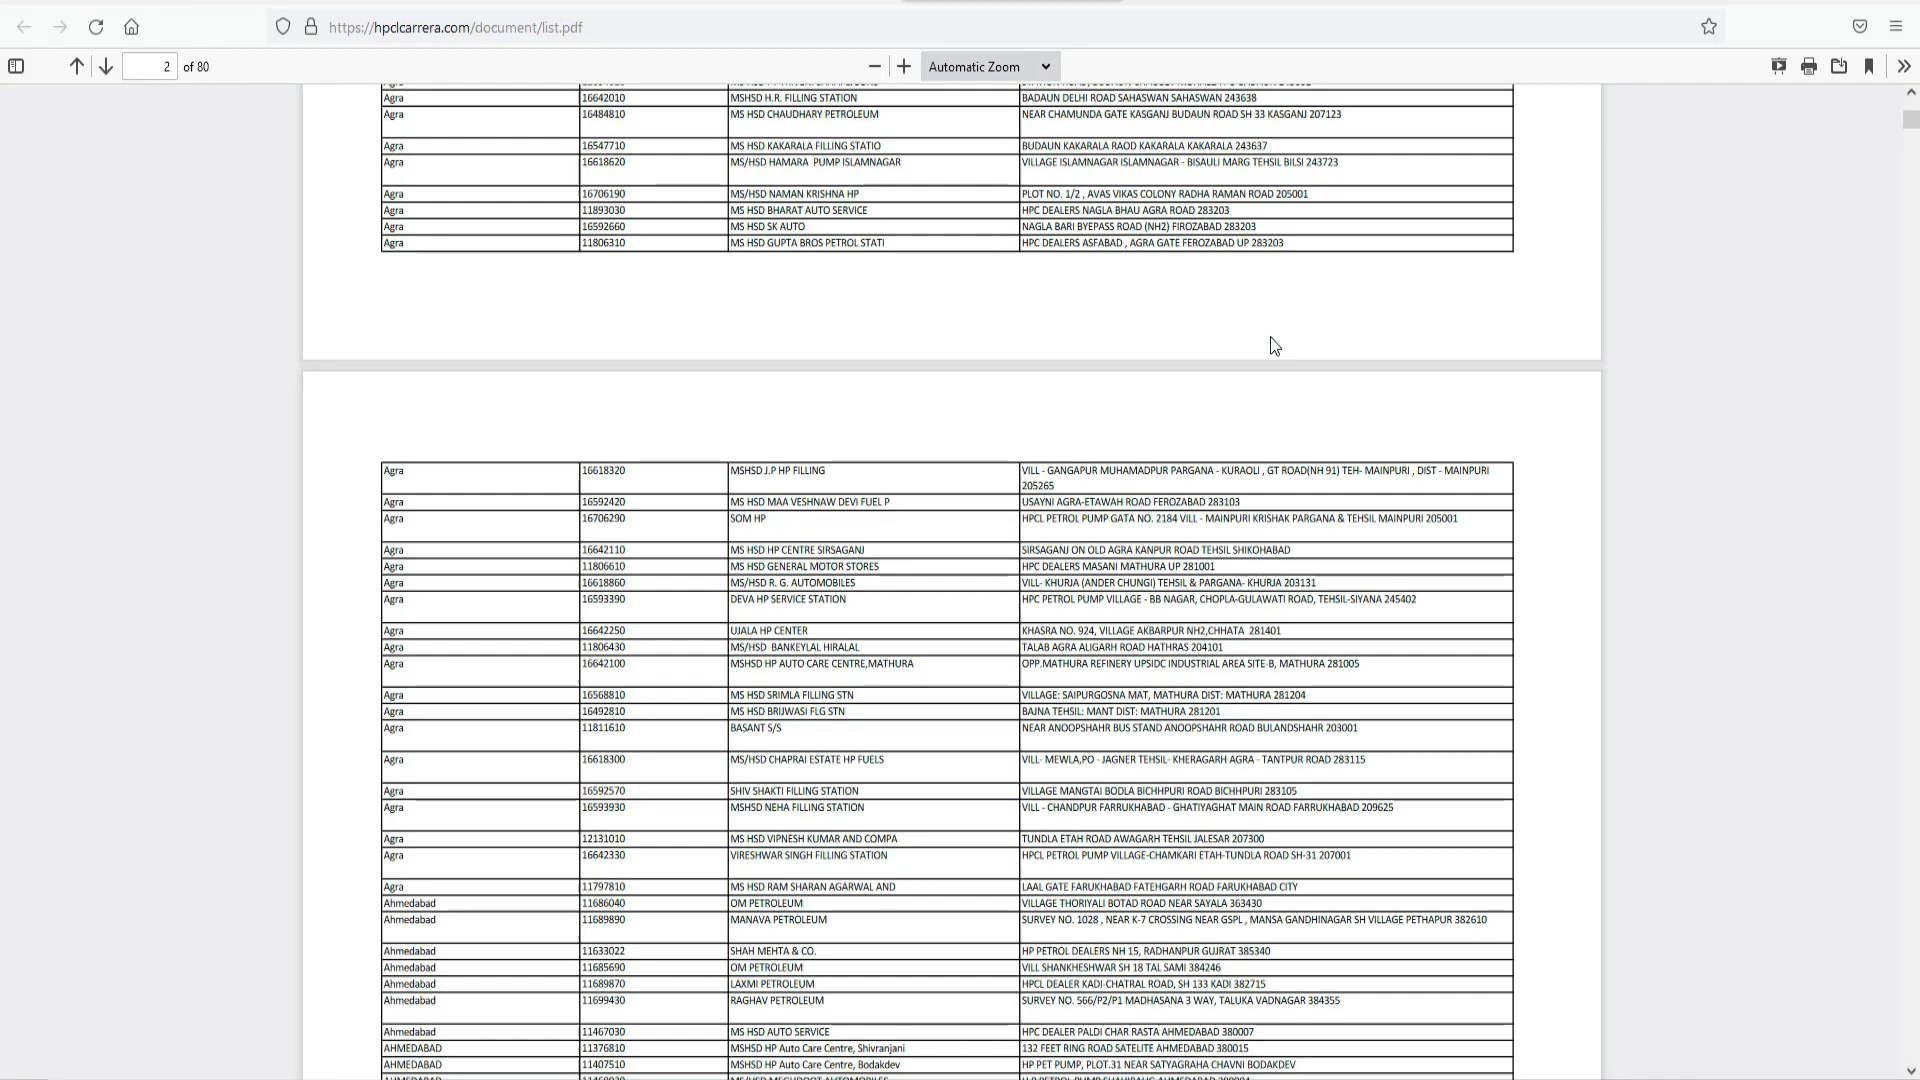 https://hpclcarrera.com/document/list.pdf
2 of 80
Automatic Zoom
Agra 16642010 MSHSD H.R. FILLING STATION BADAUN DELHI ROAD SAHASWAN SAHASWAN 243638
Agra 16484810 MS HSD CHAUDHARY PETROLEUM NEAR CHAMUNDA GATE KASGANJ BUDAUN ROAD SH 33 KASGANJ 207123
Agra 16547710 MS HSD KAKARALA FILLING STATIO BUDAUN KAKARALA RAOD KAKARALA KAKARALA 243637
Agra 16618620 MS/HSD HAMARA PUMP ISLAMNAGAR VILLAGE ISLAMNAGAR ISLAMNAGAR - BISAULI MARG TEHSIL BILSI 243723
Agra 16706190 MS/HSD NAMAN KRISHNA HP PLOT NO. 1/2 , AVAS VIKAS COLONY RADHA RAMAN ROAD 205001
Agra 11893030 MS HSD BHARAT AUTO SERVICE HPC DEALERS NAGLA BHAU AGRA ROAD 283203
Agra 16592660 MS HSD SK AUTO NAGLA BARI BYEPASS ROAD (NH2) FIROZABAD 283203
Agra 11806310 MS HSD GUPTA BROS PETROL STATI HPC DEALERS ASFABAD , AGRA GATE FEROZABAD UP 283203
Agra 16618320 MSHSD J.P HP FILLING VILL - GANGAPUR MUHAMADPUR PARGANA - KURAOLI , GT ROAD(NH 91) TEH- MAINPURI , DIST - MAINPURI
205265
Agra 16592420 MS HSD MAA VESHNAW DEVI FUEL P USAYNI AGRA-ETAWAH ROAD FEROZABAD 283103
Agra 16706290 SOM HP HPCL PETROL PUMP GATA NO. 2184 VILL - MAINPURI KRISHAK PARGANA & TEHSIL MAINPURI 205001
Agra 16642110 MS HSD HP CENTRE SIRSAGANJ SIRSAGANJ ON OLD AGRA KANPUR ROAD TEHSIL SHIKOHABAD
Agra 11806610 MS HSD GENERAL MOTOR STORES HPC DEALERS MASANI MATHURA UP 281001
Agra 16618860 MS/HSD R. G. AUTOMOBILES VILL- KHURJA (ANDER CHUNGI) TEHSIL & PARGANA- KHURJA 203131
Agra 16593390 DEVA HP SERVICE STATION HPC PETROL PUMP VILLAGE - BB NAGAR, CHOPLA-GULAWATI ROAD, TEHSIL-SIYANA 245402
Agra 16642250 UJALA HP CENTER KHASRA NO. 924, VILLAGE AKBARPUR NH2,CHHATA 281401
Agra 11806430 MS/HSD BANKEYLAL HIRALAL TALAB AGRA ALIGARH ROAD HATHRAS 204101
Agra 16642100 MSHSD HP AUTO CARE CENTRE,MATHURA OPP.MATHURA REFINERY UPSIDC INDUSTRIAL AREA SITE-B, MATHURA 281005
Agra 16568810 MS HSD SRIMLA FILLING STN VILLAGE: SAIPURGOSNA MAT, MATHURA DIST: MATHURA 281204
Agra 16492810 MS HSD BRIJWASI FLG STN BAJNA TEHSIL: MANT DIST: MATHURA 281201
Agra 11811610 BASANT S/S NEAR ANOOPSHAHR BUS STAND ANOOPSHAHR ROAD BULANDSHAHR 203001
Agra 16618300 MS/HSD CHAPRAI ESTATE HP FUELS VILL- MEWLA,PO - JAGNER TEHSIL- KHERAGARH AGRA - TANTPUR ROAD 283115
Agra 16592570 SHIV SHAKTI FILLING STATION VILLAGE MANGTAI BODLA BICHHPURI ROAD BICHHPURI 283105
Agra 16593930 MSHSD NEHA FILLING STATION VILL - CHANDPUR FARRUKHABAD - GHATIYAGHAT MAIN ROAD FARRUKHABAD 209625
Agra 12131010 MS HSD VIPNESH KUMAR AND COMPA TUNDLA ETAH ROAD AWAGARH TEHSIL JALESAR 207300
Agra 16642330 VIRESHWAR SINGH FILLING STATION HPCL PETROL PUMP VILLAGE-CHAMKARI ETAH-TUNDLA ROAD SH-31 207001
Agra 11797810 MS HSD RAM SHARAN AGARWAL AND LAAL GATE FARUKHABAD FATEHGARH ROAD FARUKHABAD CITY
Ahmedabad 11686040 OM PETROLEUM VILLAGE THORIYALI BOTAD ROAD NEAR SAYALA 363430
Ahmedabad 11689890 MANAVA PETROLEUM SURVEY NO. 1028 , NEAR K-7 CROSSING NEAR GSPL , MANSA GANDHINAGAR SH VILLAGE PETHAPUR 382610
Ahmedabad 11633022 SHAH MEHTA & CO. HP PETROL DEALERS NH 15, RADHANPUR GUJRAT 385340
Ahmedabad 11685690 OM PETROLEUM VILL SHANKHESHWAR SH 18 TAL SAMI 384246
Ahmedabad 11689870 LAXMI PETROLEUM HPCL DEALER KADI-CHATRAL ROAD, SH 133 KADI 382715
Ahmedabad 11699430 RAGHAV PETROLEUM SURVEY NO. 566/P2/P1 MADHASANA 3 WAY, TALUKA VADNAGAR 384355
Ahmedabad 11467030 MS HSD AUTO SERVICE HPC DEALER PALDI CHAR RASTA AHMEDABAD 380007
AHMEDABAD 11376810 MSHSD HP Auto Care Centre, Shivranjani 132 FEET RING ROAD SATELITE AHMEDABAD 380015
AHMEDABAD 11407510 MSHSD HP Auto Care Centre, Bodakdev HP PET PUMP, PLOT.31 NEAR SATYAGRAHA CHAVNI BODAKDEV